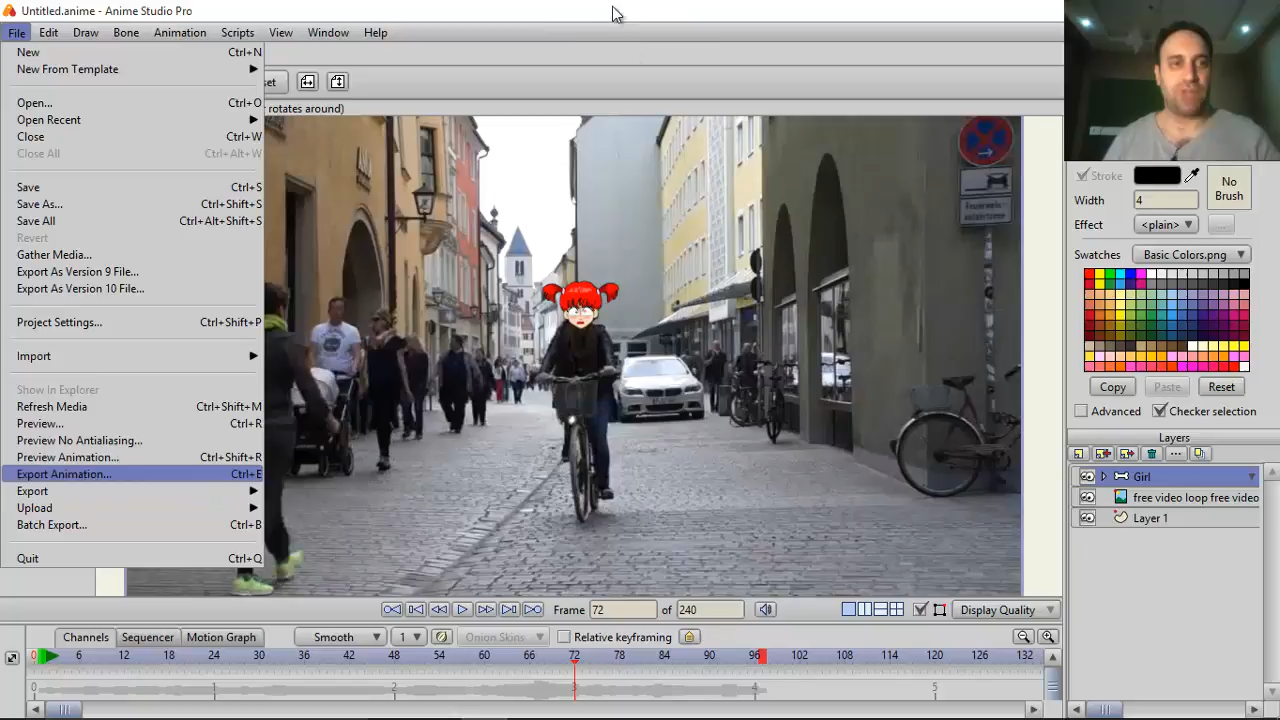 Untitled.anime - Anime Studio Pro
File Edit Draw Bone Animation Scripts View Window Help
New Ctrl+N
New From Template
Open... Ctrl+O
Open Recent
Close Ctrl+W
Close All Ctrl+Alt+W
Save Ctrl+S
Save As... Ctrl+Shift+S
Save All Ctrl+Alt+Shift+S
Revert
Gather Media...
Export As Version 9 File...
Export As Version 10 File...
Project Settings... Ctrl+Shift+P
Import
Show In Explorer
Refresh Media Ctrl+Shift+M
Preview... Ctrl+R
Preview No Antialiasing...
Preview Animation... Ctrl+Shift+R
Export Animation... Ctrl+E
Export
Upload
Batch Export... Ctrl+B
Quit Ctrl+Q
set
rotates around)
Stroke
No
Brush
Width 4
Effect <plain> ...
Swatches Basic Colors.png
Copy Paste Reset
Advanced Checker selection
Layers
Girl
free video loop free video
Layer 1
Frame 72 of 240 Display Quality
Channels Sequencer Motion Graph Smooth 1 Onion Skins Relative keyframing
0 6 12 18 24 30 36 42 48 54 60 66 72 78 84 90 96 102 108 114 120 126 132
0 1 2 3 4 5